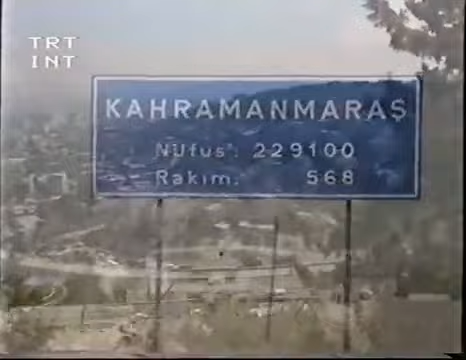 TRT
INT
KAHRAMANMARAŞ
Nüfus: 229100
Rakım: 568